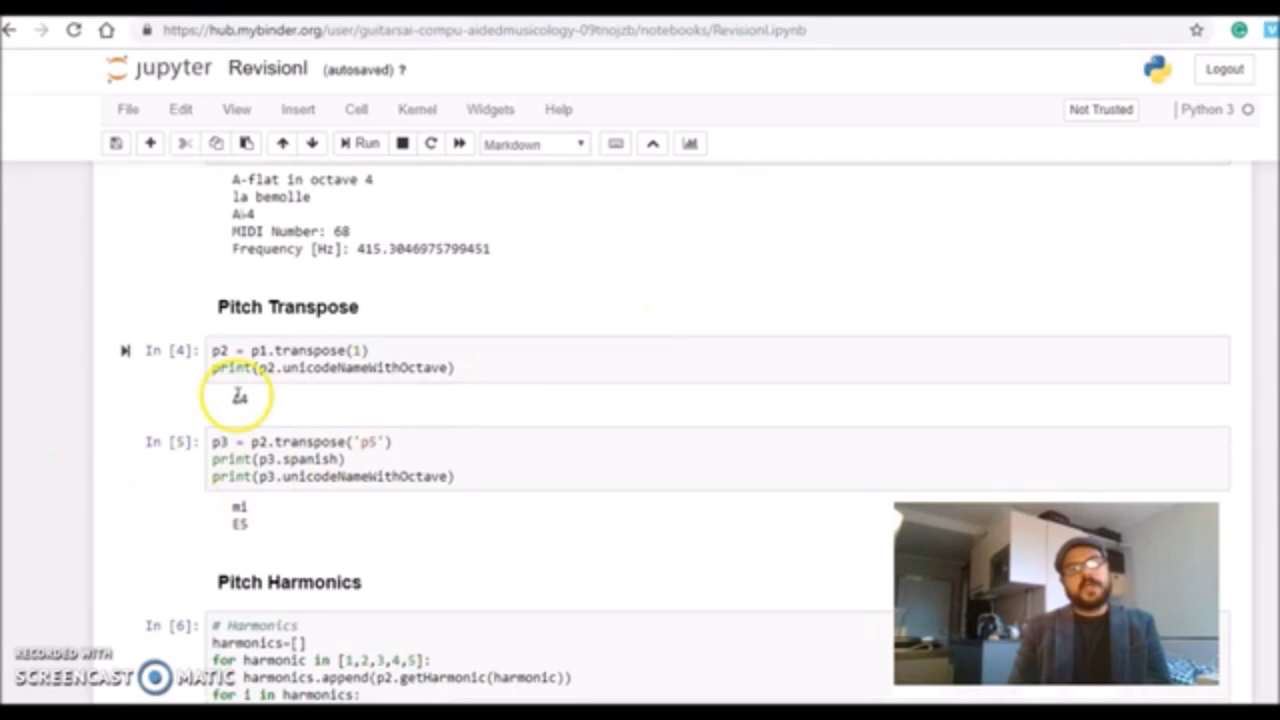 https://hub.mybinder.org/user/guitarsai-compu-aidedmusicology-09tnojzb/notebooks/RevisionI.ipynb
jupyter RevisionI (autosaved) ? Logout
File Edit View Insert Cell Kernel Widgets Help Not Trusted Python 3
Run Markdown
A-flat in octave 4
la bemolle
A♭4
MIDI Number: 68
Frequency [Hz]: 415.3046975799451
Pitch Transpose
In [4]: p2 = p1.transpose(1)
print(p2.unicodeNameWithOctave)
In [5]: p3 = p2.transpose('p5')
print(p3.spanish)
print(p3.unicodeNameWithOctave)
mi
E5
Pitch Harmonics
In [6]: # Harmonics
harmonics=[]
for harmonic in [1,2,3,4,5]:
harmonics.append(p2.getHarmonic(harmonic))
for i in harmonics:
RECORDED WITH
SCREENCAST MATIC